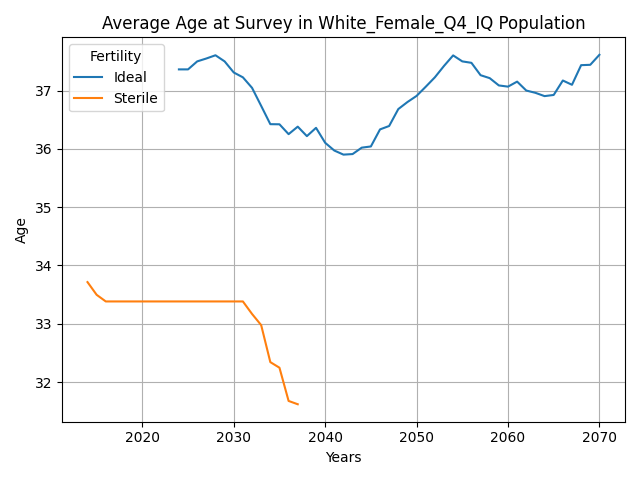 Average Age at Survey in White_Female_Q4_IQ Population
Fertility
Ideal
Sterile
Age
37
36
35
34
33
32
2020 2030 2040 2050 2060 2070
Years